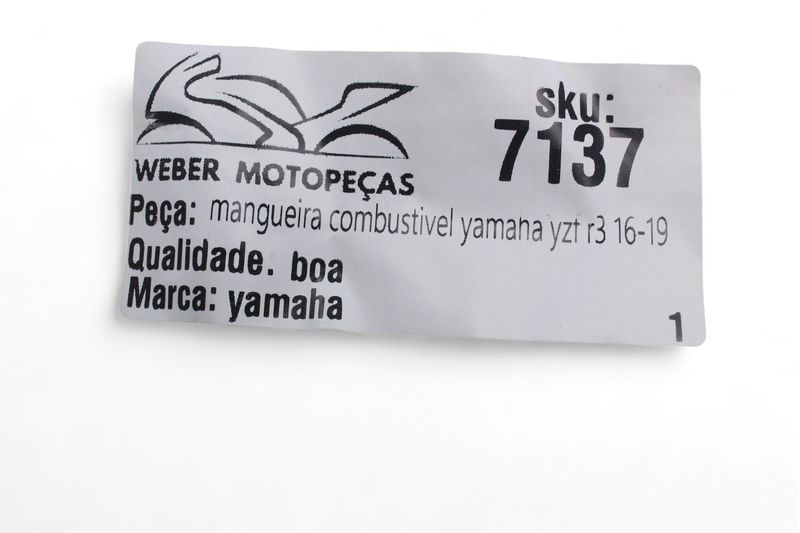 WEBER MOTOPEÇAS
sku:
7137
Peça: mangueira combustivel yamaha yzf r3 16-19
Qualidade. boa
Marca: yamaha
1